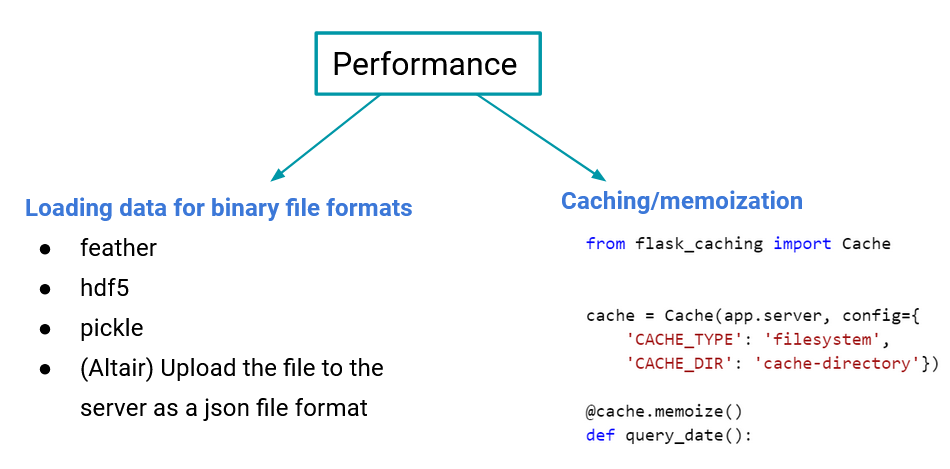 Performance
Loading data for binary file formats
● feather
● hdf5
● pickle
● (Altair) Upload the file to the
server as a json file format
Caching/memoization
from flask_caching import Cache
cache = Cache(app.server, config={
    'CACHE_TYPE': 'filesystem',
    'CACHE_DIR': 'cache-directory'})
@cache.memoize()
def query_date():